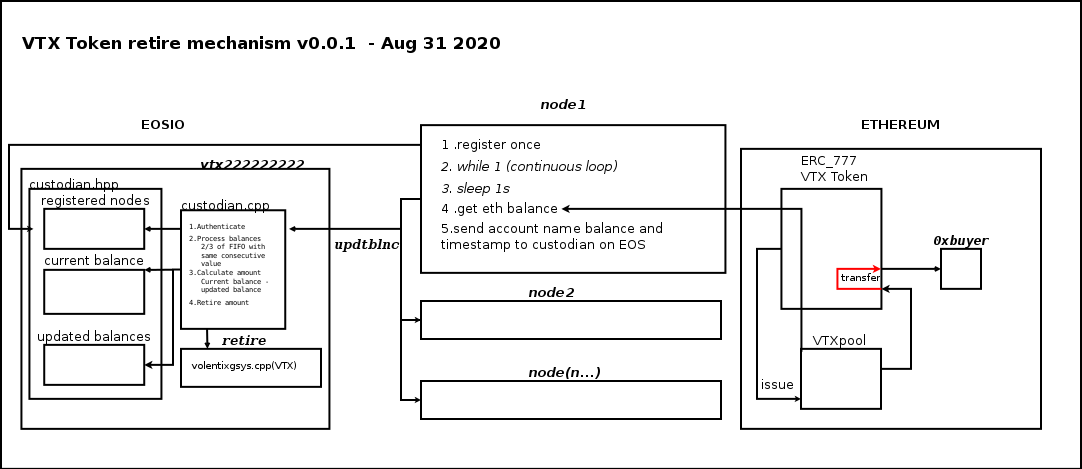 VTX Token retire mechanism v0.0.1 - Aug 31 2020
node1
EOSIO
ETHEREUM
vtx222222222
custodian.hpp
registered nodes
current balance
updated balances
custodian.cpp
1.Authenticate
2.Process balances
2/3 of FIFO with
same consecutive
value
3.Calculate amount
Current balance -
updated balance
4.Retire amount
retire
volentixgsys.cpp(VTX)
updtblnc
1 .register once
2. while 1 (continuous loop)
3. sleep 1s
4 .get eth balance
5.send account name balance and
timestamp to custodian on EOS
node2
node(n...)
ERC_777
VTX Token
0xbuyer
transfer
VTXpool
issue